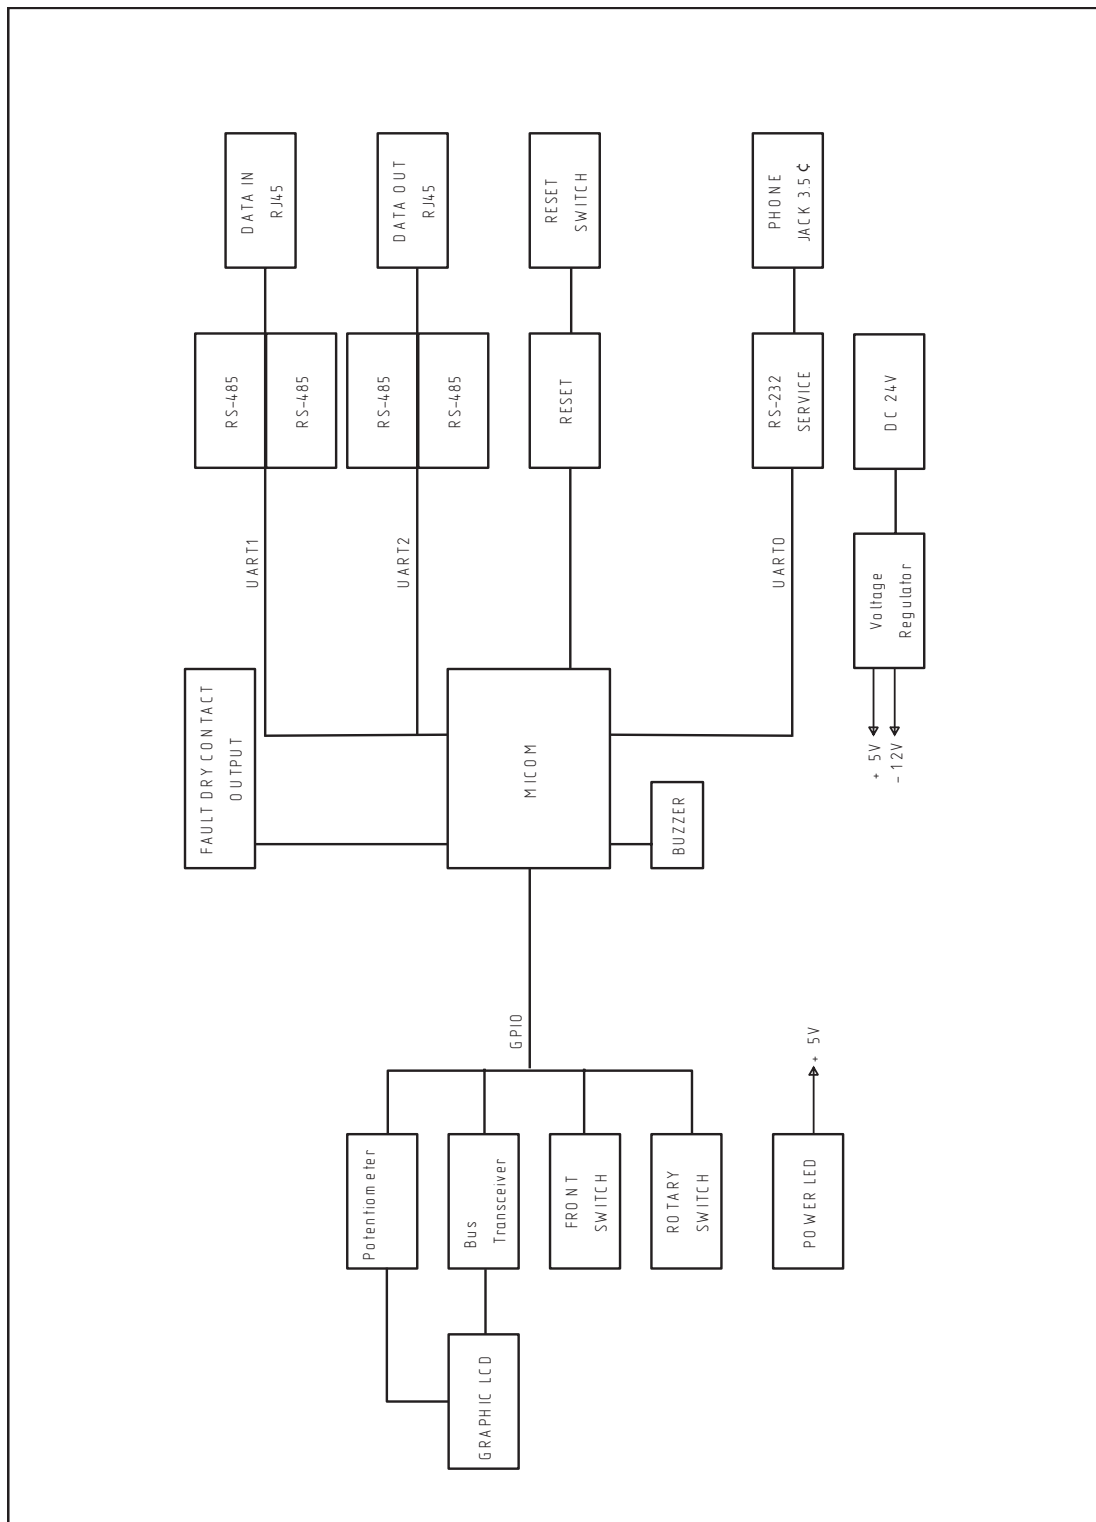 FAULT DRY CONTACT
OUTPUT
RS-485
RS-485
DATA IN
RJ45
UART1
Potentiometer
UART2
RS-485
RS-485
DATA OUT
RJ45
GRAPHIC LCD
Bus
Transceiver
GPIO
MICOM
RESET
RESET
SWITCH
FRONT
SWITCH
ROTARY
SWITCH
BUZZER
UART0
RS-232
SERVICE
PHONE
JACK 3.5 ¢
POWER LED
+ 5V
+ 5V
-12V
Voltage
Regulator
DC 24V